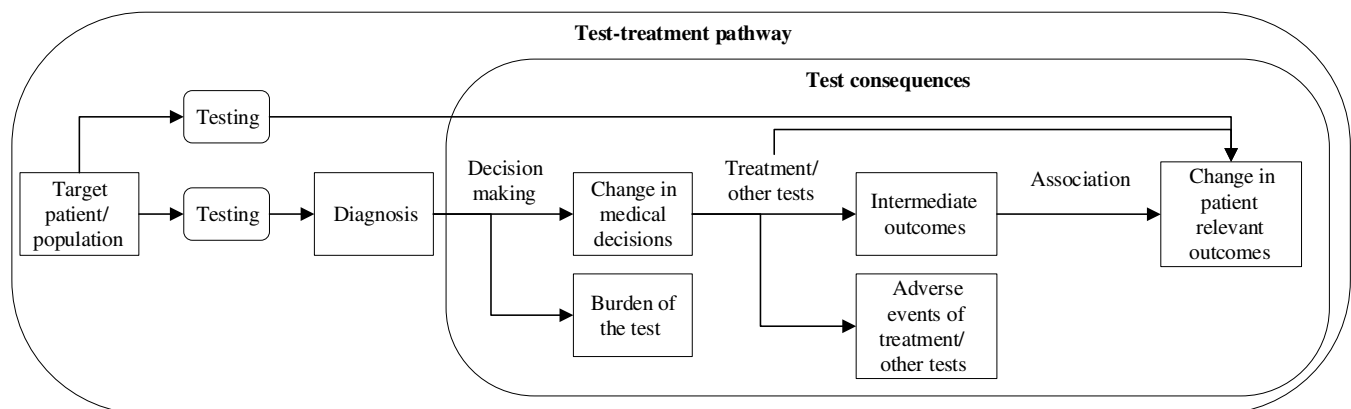 Test-treatment pathway
Test consequences
Testing
Target
patient/
population
Testing
Diagnosis
Decision
making
Change in
medical
decisions
Treatment/
other tests
Intermediate
outcomes
Association
Change in
patient
relevant
outcomes
Burden of
the test
Adverse
events of
treatment/
other tests